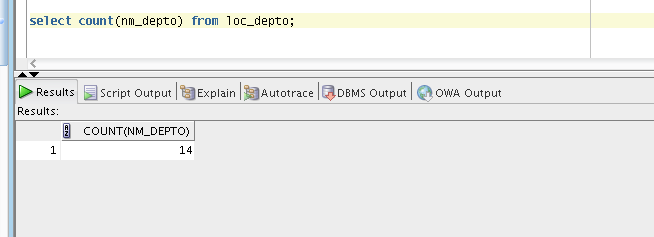 select count(nm_depto) from loc_depto;
Results Script Output Explain Autotrace DBMS Output OWA Output
Results:
COUNT(NM_DEPTO)
1 14